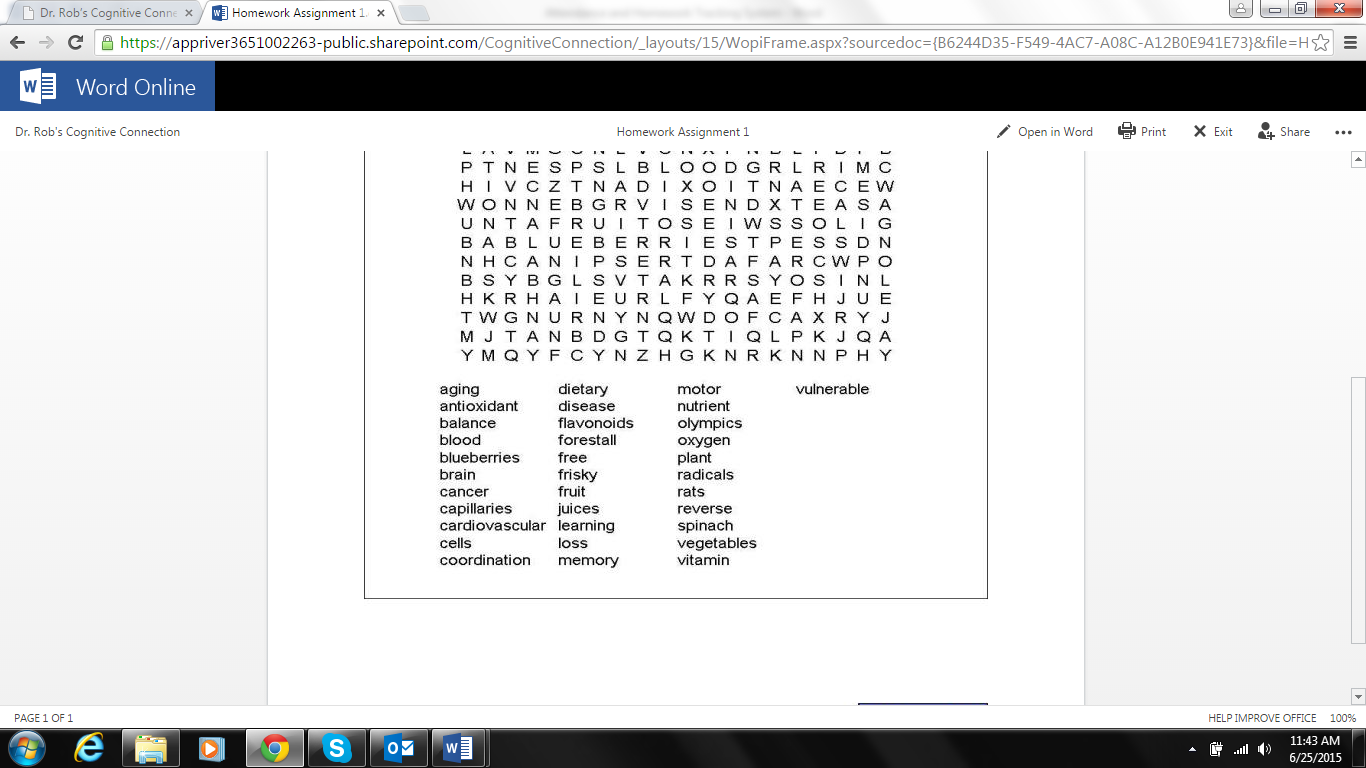 Dr. Rob's Cognitive Conne
Homework Assignment 1.
https://appriver3651002263-public.sharepoint.com/CognitiveConnection/_layouts/15/WopiFrame.aspx?sourcedoc={B6244D35-F549-4AC7-A08C-A12B0E941E73}&file=H
Word Online
Dr. Rob's Cognitive Connection Homework Assignment 1 Open in Word Print Exit Share
P T N E S P S L B L O O D G R L R I M C
H I V C Z T N A D I X O I T N A E C E W
W O N N E B G R V I S E N D X T E A S A
U N T A F R U I T O S E I W S S O L I G
B A B L U E B E R R I E S T P E S S D N
N H C A N I P S E R T D A F A R C W P O
B S Y B G L S V T A K R R S Y O S I N L
H K R H A I E U R L F Y Q A E F H J U E
T W G N U R N Y N Q W D O F C A X R Y J
M J T A N B D G T Q K T I Q L P K J Q A
Y M Q Y F C Y N Z H G K N R K N N P H Y
aging dietary motor vulnerable
antioxidant disease nutrient
balance flavonoids olympics
blood forestall oxygen
blueberries free plant
brain frisky radicals
cancer fruit rats
capillaries juices reverse
cardiovascular learning spinach
cells loss vegetables
coordination memory vitamin
PAGE 1 OF 1 HELP IMPROVE OFFICE 100%
11:43 AM
6/25/2015